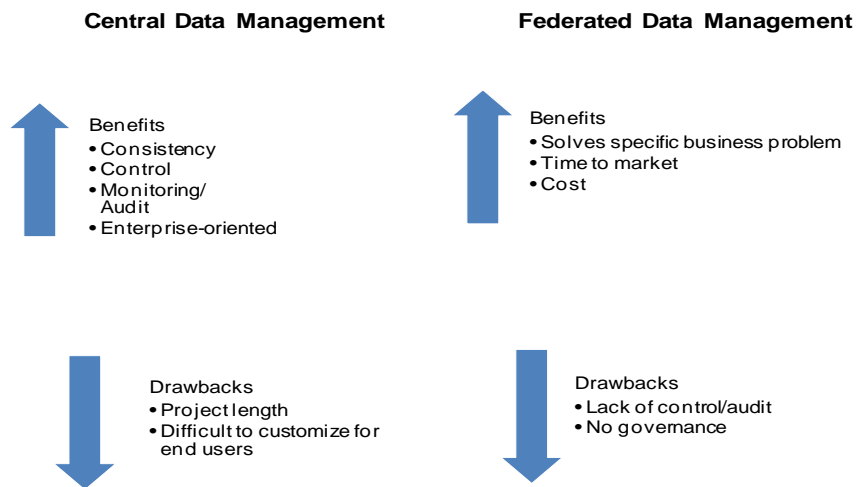 Central Data Management
Benefits
• Consistency
• Control
• Monitoring/
Audit
• Enterprise-oriented
Drawbacks
• Project length
• Difficult to customize for
end users
Federated Data Management
Benefits
• Solves specific business problem
• Time to market
• Cost
Drawbacks
• Lack of control/audit
• No governance